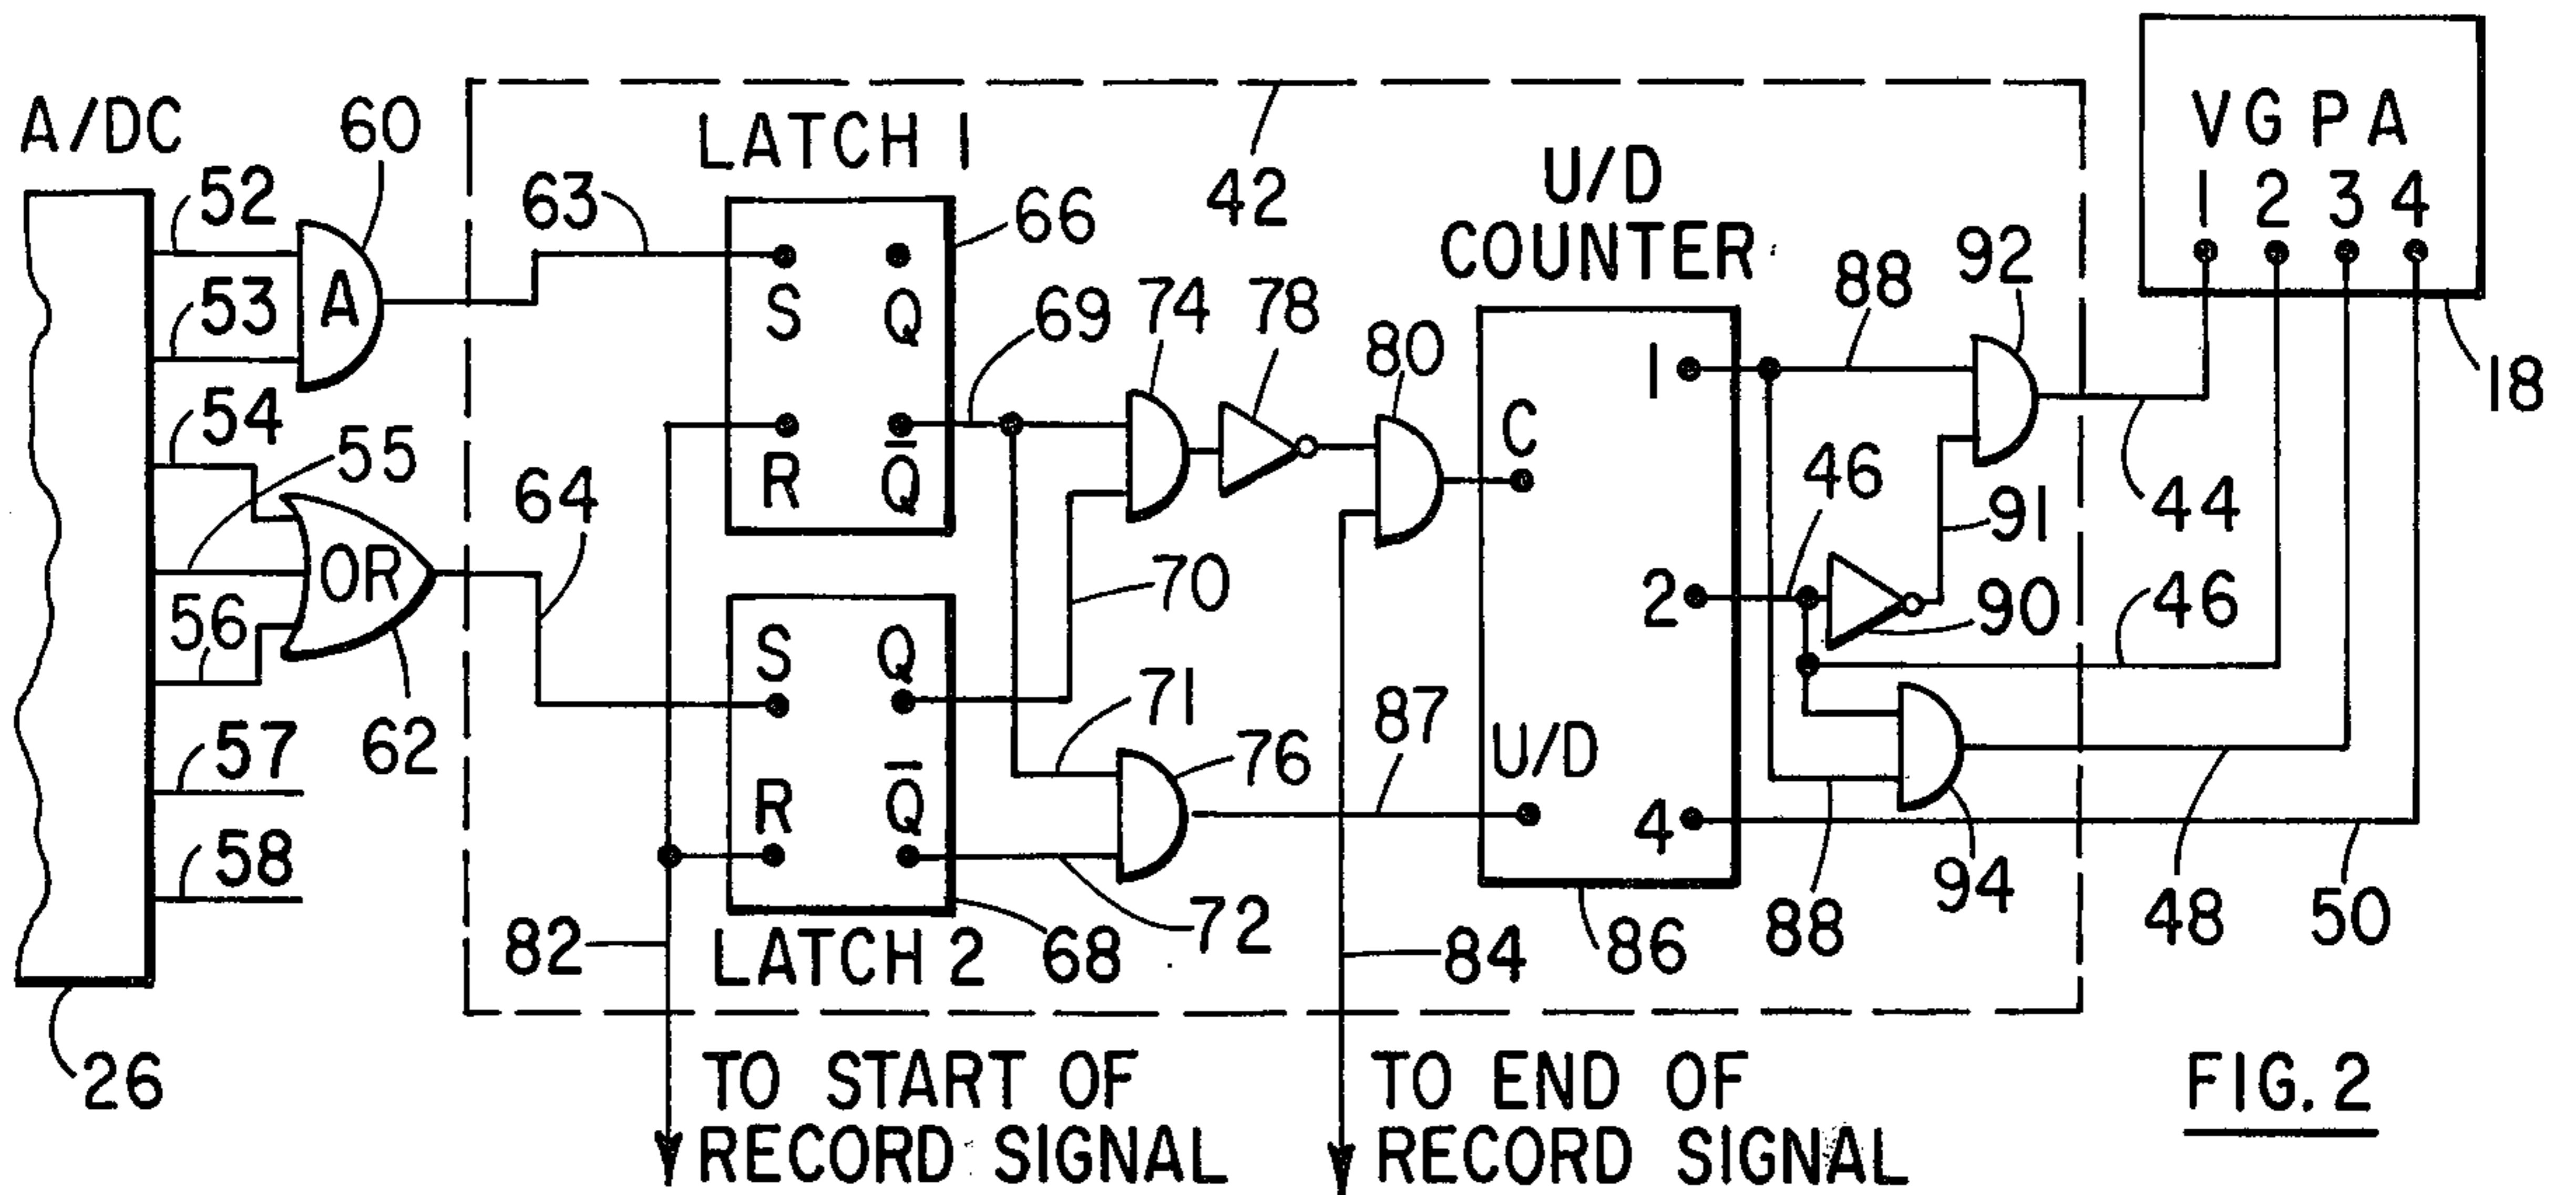 A/DC
52
53
54
55
56
57
58
26
60
A
OR
62
63
64
LATCH 1
66
S Q
R Q̅
69
70
S Q
R Q̅
71
72
68
LATCH 2
82
74
78
80
76
42
U/D
COUNTER
C
1
2
U/D
4
87
84
86
88
92
46
91
90
46
88
94
44
48
50
VGPA
1 2 3 4
18
TO START OF
RECORD SIGNAL
TO END OF
RECORD SIGNAL
FIG. 2